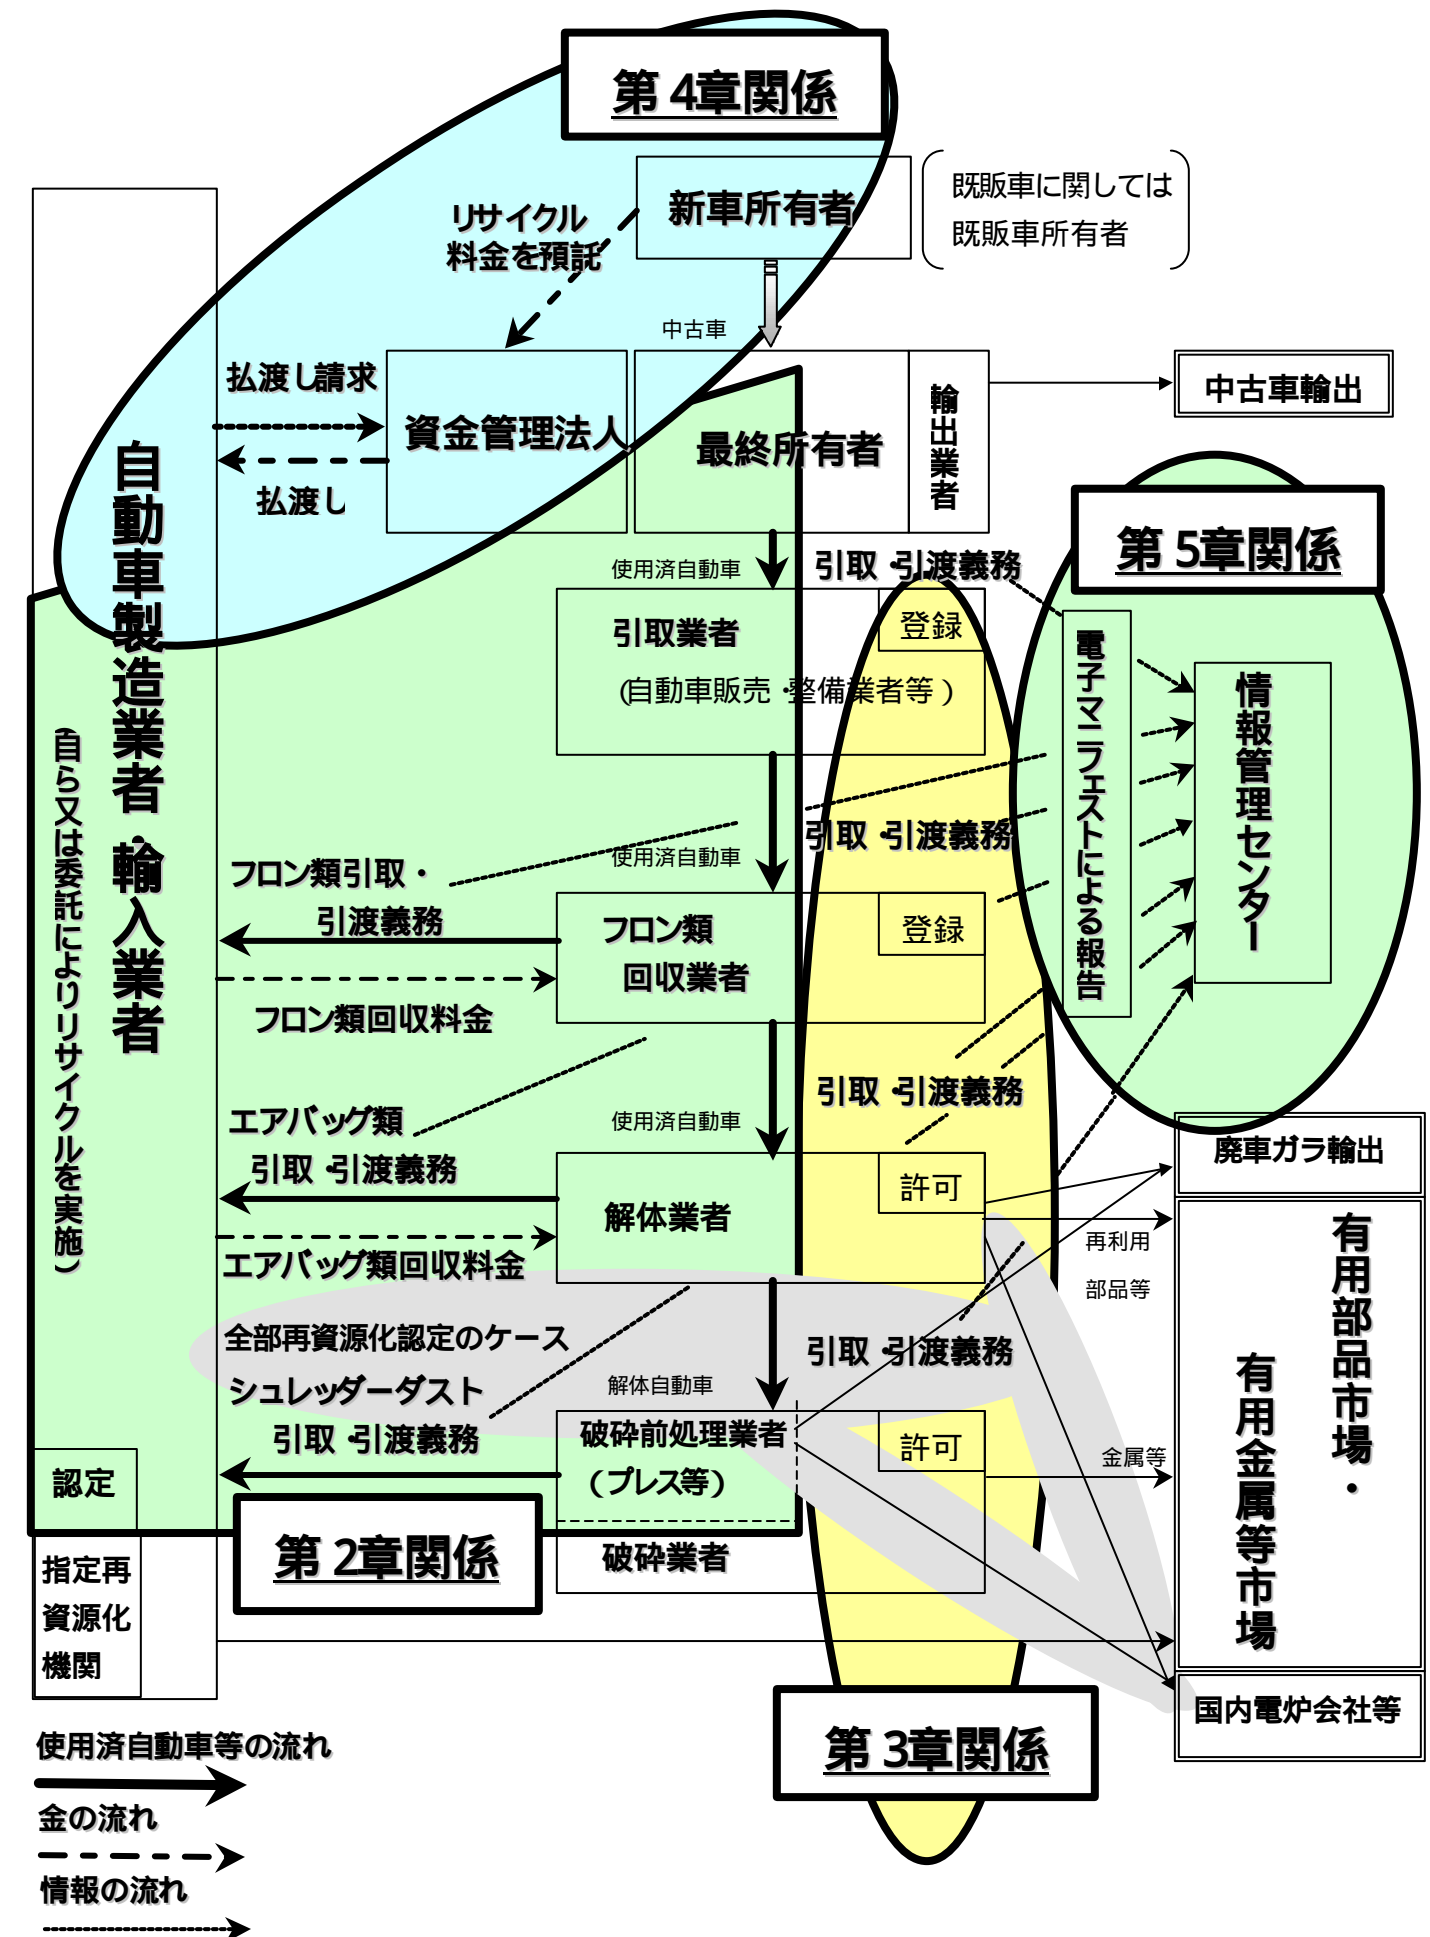 第4章関係
新車所有者
既販車に関しては
既販車所有者
リサイクル
料金を預託
中古車
払渡し請求
払渡し
資金管理法人
最終所有者
輸出業者
中古車輸出
第5章関係
自動車製造業者・輸入業者
(自ら又は委託によりリサイクルを実施)
使用済自動車
引取・引渡義務
引取業者
登録
(自動車販売・整備業者等)
電子マニフェストによる報告
情報管理センター
使用済自動車
引取・引渡義務
フロン類引取・
引渡義務
フロン類
回収業者
登録
フロン類回収料金
使用済自動車
引取・引渡義務
エアバッグ類
引取・引渡義務
解体業者
許可
エアバッグ類回収料金
廃車ガラ輸出
再利用
部品等
有用部品市場・
有用金属等市場
全部再資源化認定のケース
引取・引渡義務
解体自動車
シュレッダーダスト
引取・引渡義務
破砕前処理業者
(プレス等)
許可
金属等
認定
破砕業者
第2章関係
指定再
資源化
機関
国内電炉会社等
第3章関係
使用済自動車等の流れ
金の流れ
情報の流れ